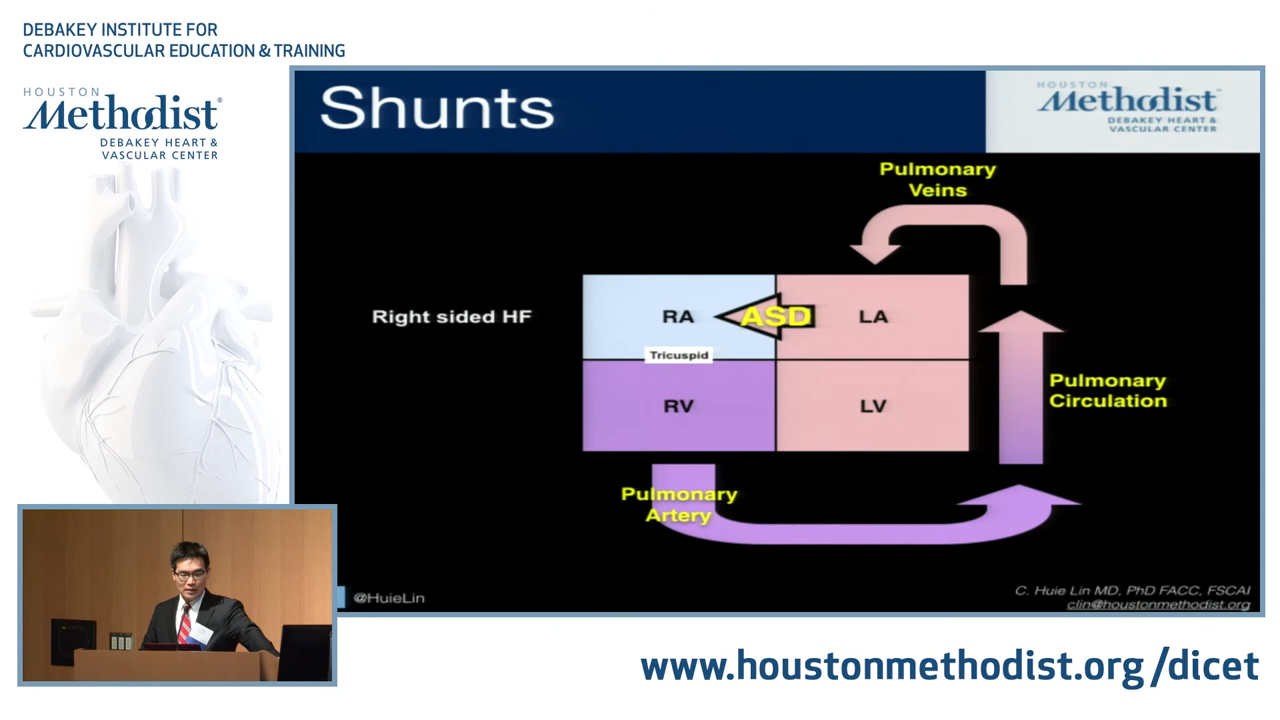 DEBAKEY INSTITUTE FOR
CARDIOVASCULAR EDUCATION & TRAINING
HOUSTON
Methodist®
DEBAKEY HEART &
VASCULAR CENTER
Shunts
HOUSTON
Methodist
DEBAKEY HEART &
VASCULAR CENTER
Pulmonary
Veins
Right sided HF
RA
ASD
LA
Tricuspid
RV
LV
Pulmonary
Circulation
Pulmonary
Artery
@HuieLin
C. Huie Lin MD, PhD FACC, FSCAI
clin@houstonmethodist.org
www.houstonmethodist.org/dicet